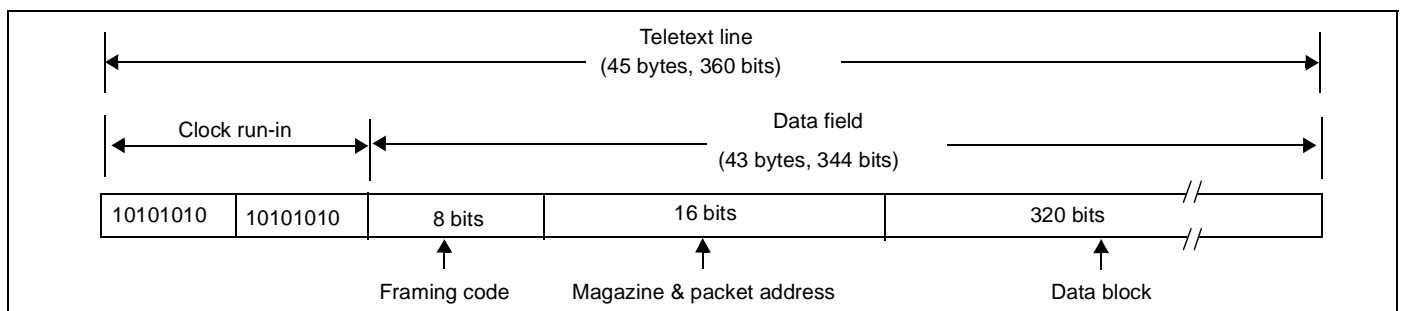 Teletext line
(45 bytes, 360 bits)
Clock run-in
Data field
(43 bytes, 344 bits)
10101010 10101010 8 bits 16 bits 320 bits
Framing code Magazine & packet address Data block